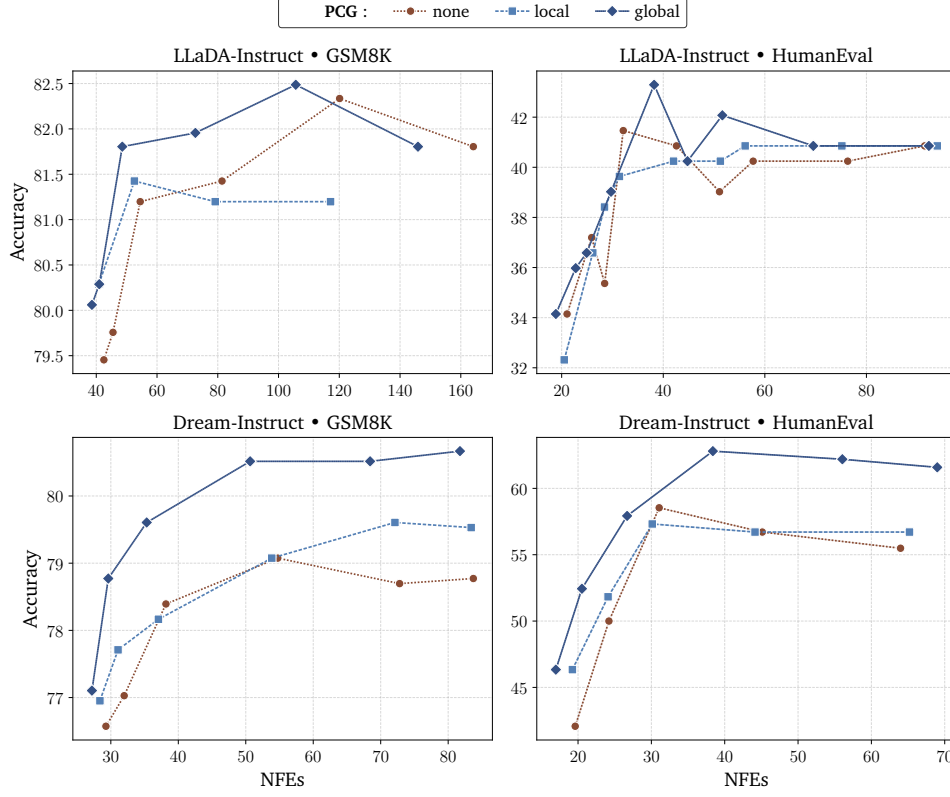 PCG : none local global
LLaDA-Instruct • GSM8K
LLaDA-Instruct • HumanEval
Accuracy
82.5
82.0
81.5
81.0
80.5
80.0
79.5
40 60 80 100 120 140 160
42
40
38
36
34
32
20 40 60 80
Dream-Instruct • GSM8K
Dream-Instruct • HumanEval
Accuracy
80
79
78
77
30 40 50 60 70 80
NFEs
60
55
50
45
20 30 40 50 60 70
NFEs